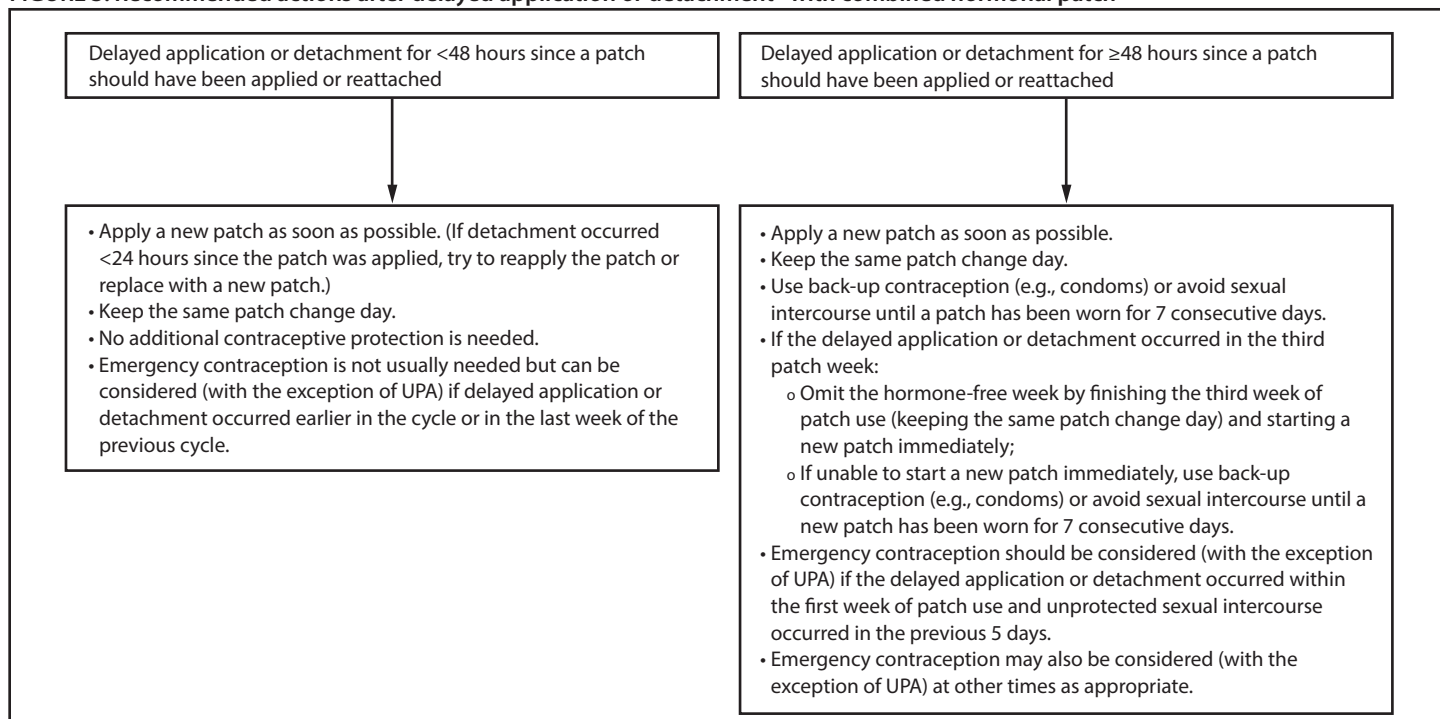 Recommended actions after delayed application or detachment with combined hormonal patch
Delayed application or detachment for <48 hours since a patch
should have been applied or reattached
• Apply a new patch as soon as possible. (If detachment occurred
<24 hours since the patch was applied, try to reapply the patch or
replace with a new patch.)
• Keep the same patch change day.
• No additional contraceptive protection is needed.
• Emergency contraception is not usually needed but can be
considered (with the exception of UPA) if delayed application or
detachment occurred earlier in the cycle or in the last week of the
previous cycle.
Delayed application or detachment for ≥48 hours since a patch
should have been applied or reattached
• Apply a new patch as soon as possible.
• Keep the same patch change day.
• Use back-up contraception (e.g., condoms) or avoid sexual
intercourse until a patch has been worn for 7 consecutive days.
• If the delayed application or detachment occurred in the third
patch week:
o Omit the hormone-free week by finishing the third week of
patch use (keeping the same patch change day) and starting a
new patch immediately;
o If unable to start a new patch immediately, use back-up
contraception (e.g., condoms) or avoid sexual intercourse until a
new patch has been worn for 7 consecutive days.
• Emergency contraception should be considered (with the exception
of UPA) if the delayed application or detachment occurred within
the first week of patch use and unprotected sexual intercourse
occurred in the previous 5 days.
• Emergency contraception may also be considered (with the
exception of UPA) at other times as appropriate.